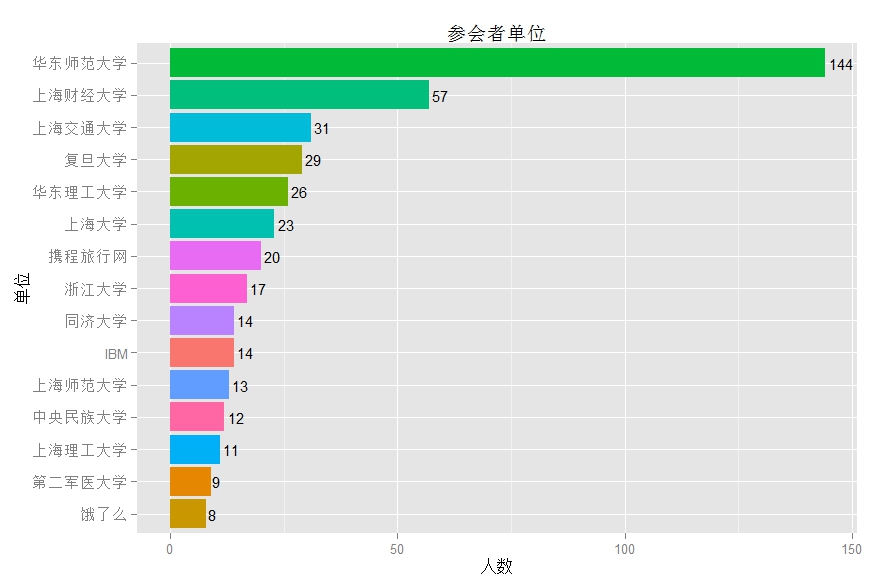 参会者单位
华东师范大学 144
上海财经大学 57
上海交通大学 31
复旦大学 29
华东理工大学 26
上海大学 23
携程旅行网 20
浙江大学 17
同济大学 14
IBM 14
上海师范大学 13
中央民族大学 12
上海理工大学 11
第二军医大学 9
饿了么 8
单位
0 50 100 150
人数